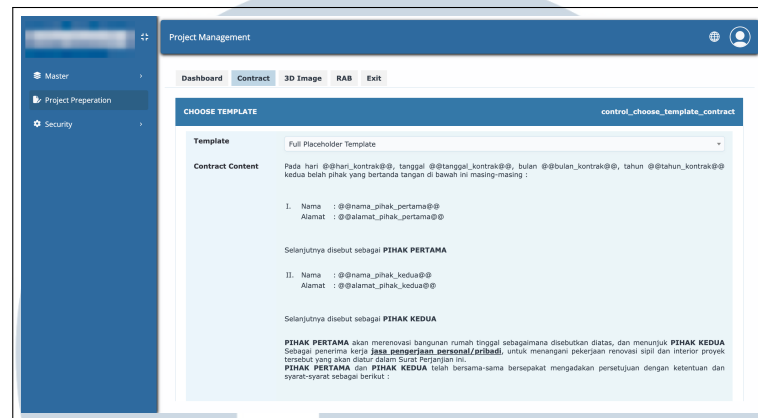 Project Management
Master
Project Preperation
Security
Dashboard Contract 3D Image RAB Exit
CHOOSE TEMPLATE control_choose_template_contract
Template Full Placeholder Template
Contract Content Pada hari @@hari_kontrak@@, tanggal @@tanggal_kontrak@@, bulan @@bulan_kontrak@@, tahun @@tahun_kontrak@@
kedua belah pihak yang bertanda tangan di bawah ini masing-masing :
I. Nama : @@nama_pihak_pertama@@
Alamat : @@alamat_pihak_pertama@@
Selanjutnya disebut sebagai PIHAK PERTAMA
II. Nama : @@nama_pihak_kedua@@
Alamat : @@alamat_pihak_kedua@@
Selanjutnya disebut sebagai PIHAK KEDUA
PIHAK PERTAMA akan merenovasi bangunan rumah tinggal sebagaimana disebutkan diatas, dan menunjuk PIHAK KEDUA
Sebagai penerima kerja jasa pengerjaan personal/pribadi, untuk menangani pekerjaan renovasi sipil dan interior proyek
tersebut yang akan diatur dalam Surat Perjanjian ini.
PIHAK PERTAMA dan PIHAK KEDUA telah bersama-sama bersepakat mengadakan persetujuan dengan ketentuan dan
syarat-syarat sebagai berikut :